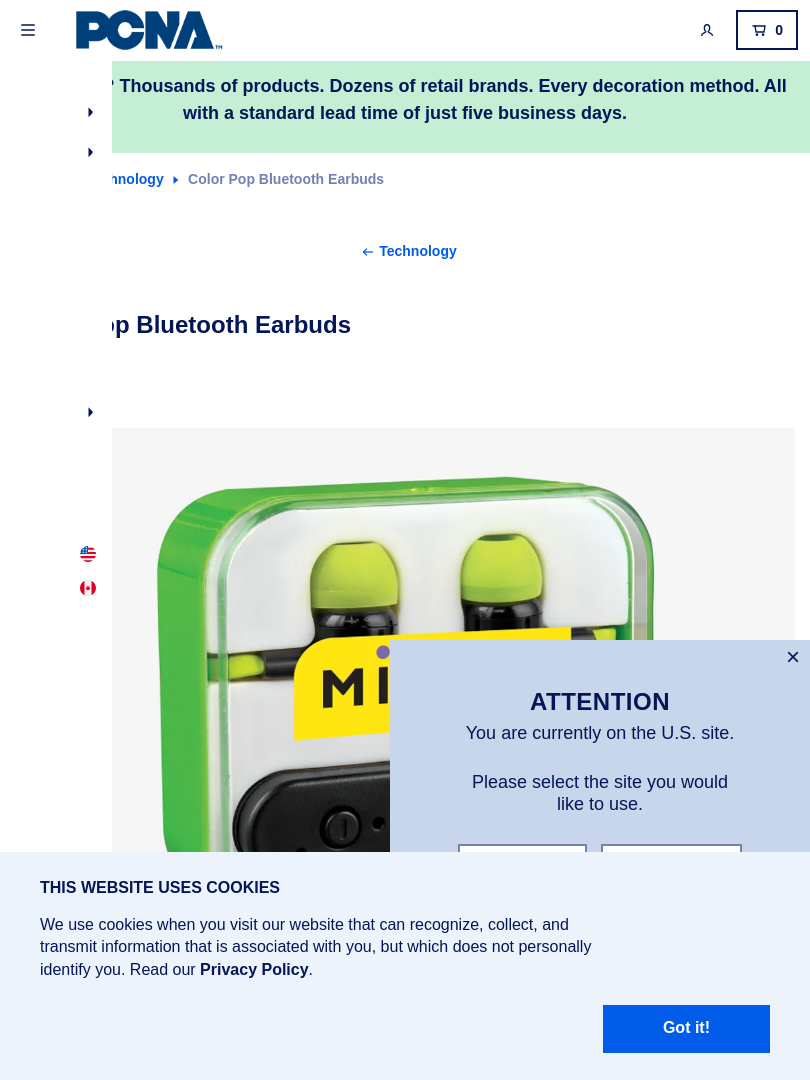 PCNA
TM
0
? Thousands of products. Dozens of retail brands. Every decoration method. All
with a standard lead time of just five business days.
Color Pop Bluetooth Earbuds
Technology
Bluetooth Earbuds
ATTENTION
You are currently on the U.S. site.
Please select the site you would
like to use.
THIS WEBSITE USES COOKIES
We use cookies when you visit our website that can recognize, collect, and
transmit information that is associated with you, but which does not personally
identify you. Read our Privacy Policy.
Got it!